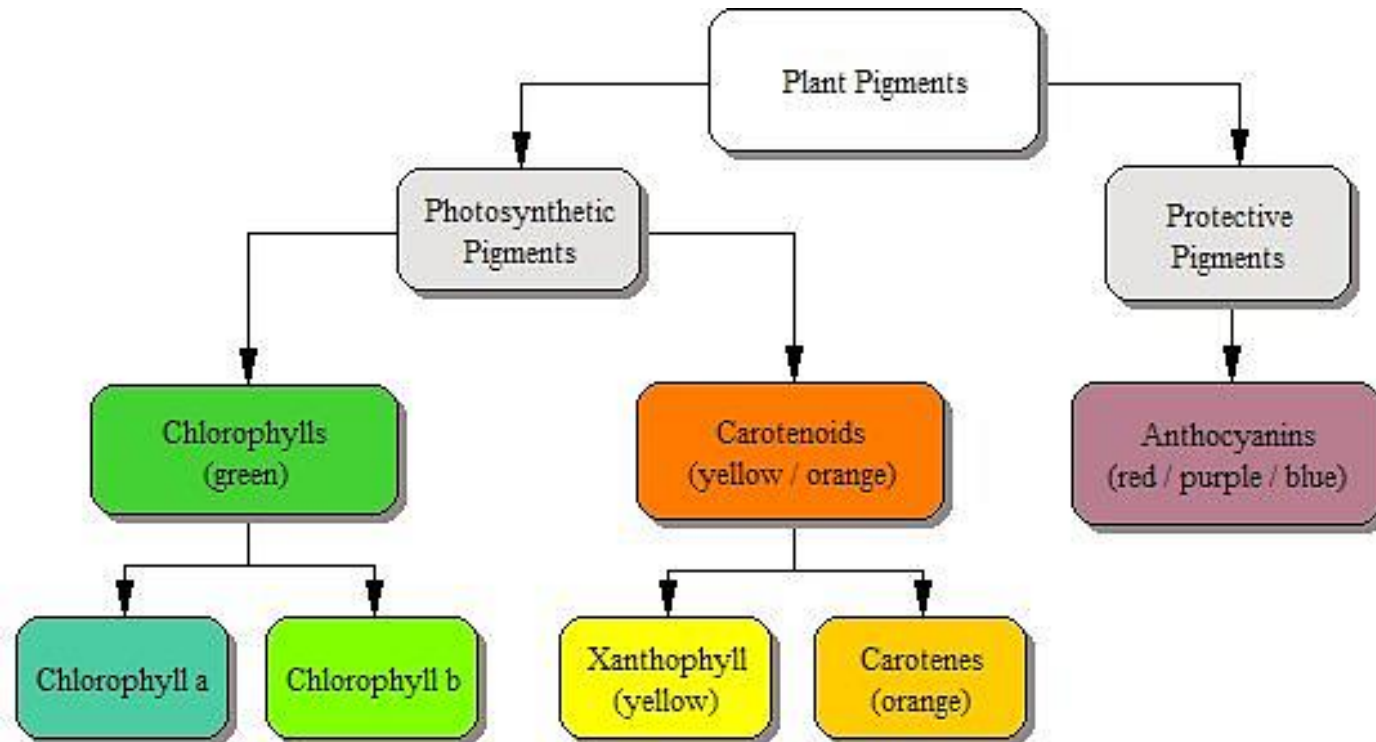 Plant Pigments
Photosynthetic
Pigments
Protective
Pigments
Chlorophylls
(green)
Carotenoids
(yellow / orange)
Anthocyanins
(red / purple / blue)
Chlorophyll a
Chlorophyll b
Xanthophyll
(yellow)
Carotenes
(orange)